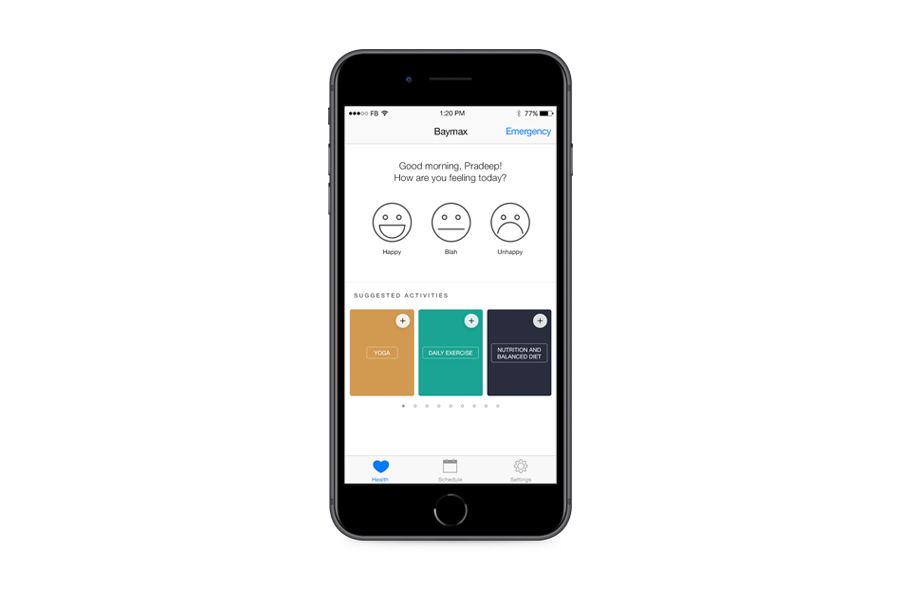 FB 1:20 PM 77%
Baymax Emergency
Good morning, Pradeep!
How are you feeling today?
Happy Blah Unhappy
SUGGESTED ACTIVITIES
YOGA DAILY EXERCISE NUTRITION AND
BALANCED DIET
Health Schedule Settings